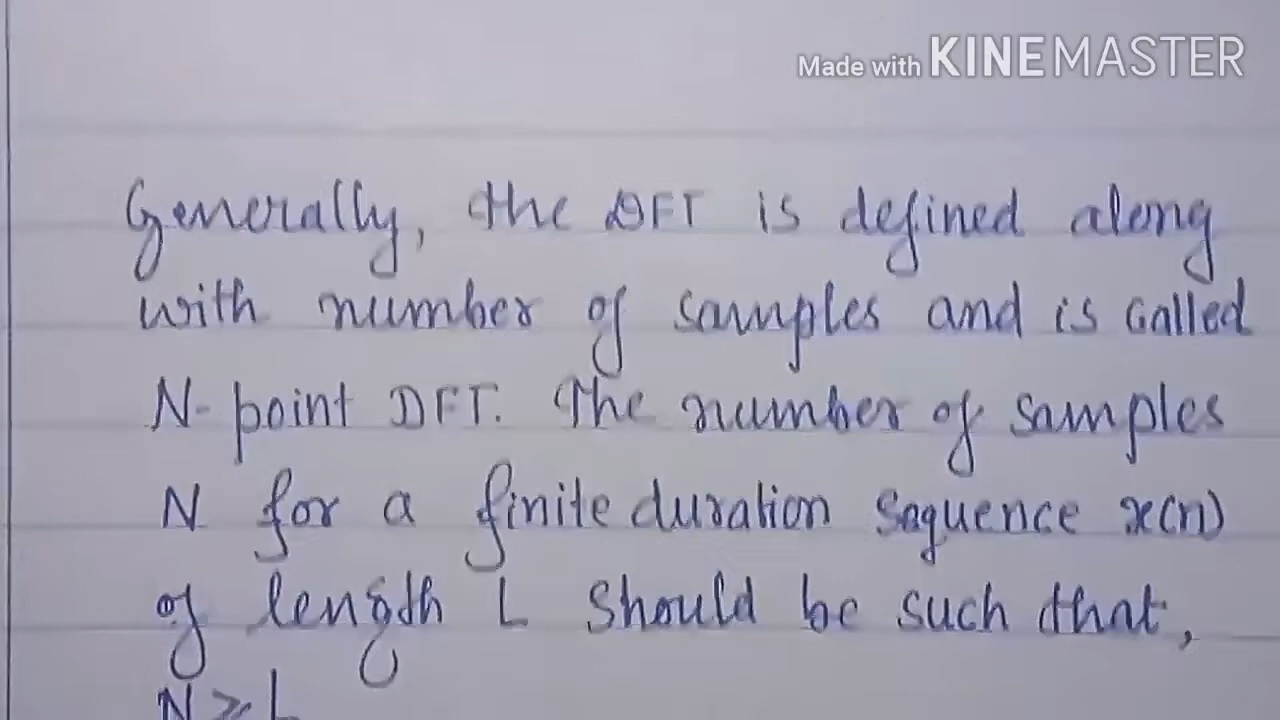 Made with KINEMASTER
Generally, the DFT is defined along
with number of samples and is called
N-point DFT. The number of samples
N for a finite duration sequence x(n)
of length L should be such that,
N ≥ L